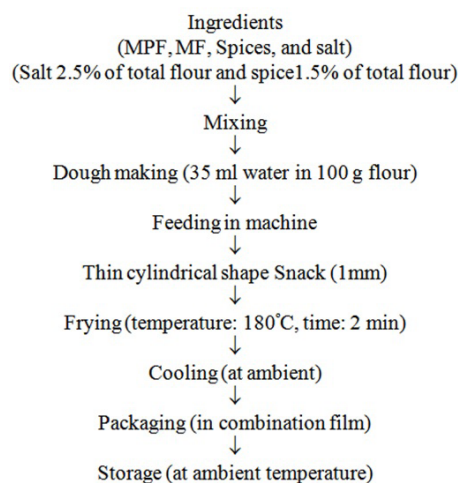 Ingredients
(MPF, MF, Spices, and salt)
(Salt 2.5% of total flour and spice1.5% of total flour)
↓
Mixing
↓
Dough making (35 ml water in 100 g flour)
↓
Feeding in machine
↓
Thin cylindrical shape Snack (1mm)
↓
Frying (temperature: 180°C, time: 2 min)
↓
Cooling (at ambient)
↓
Packaging (in combination film)
↓
Storage (at ambient temperature)